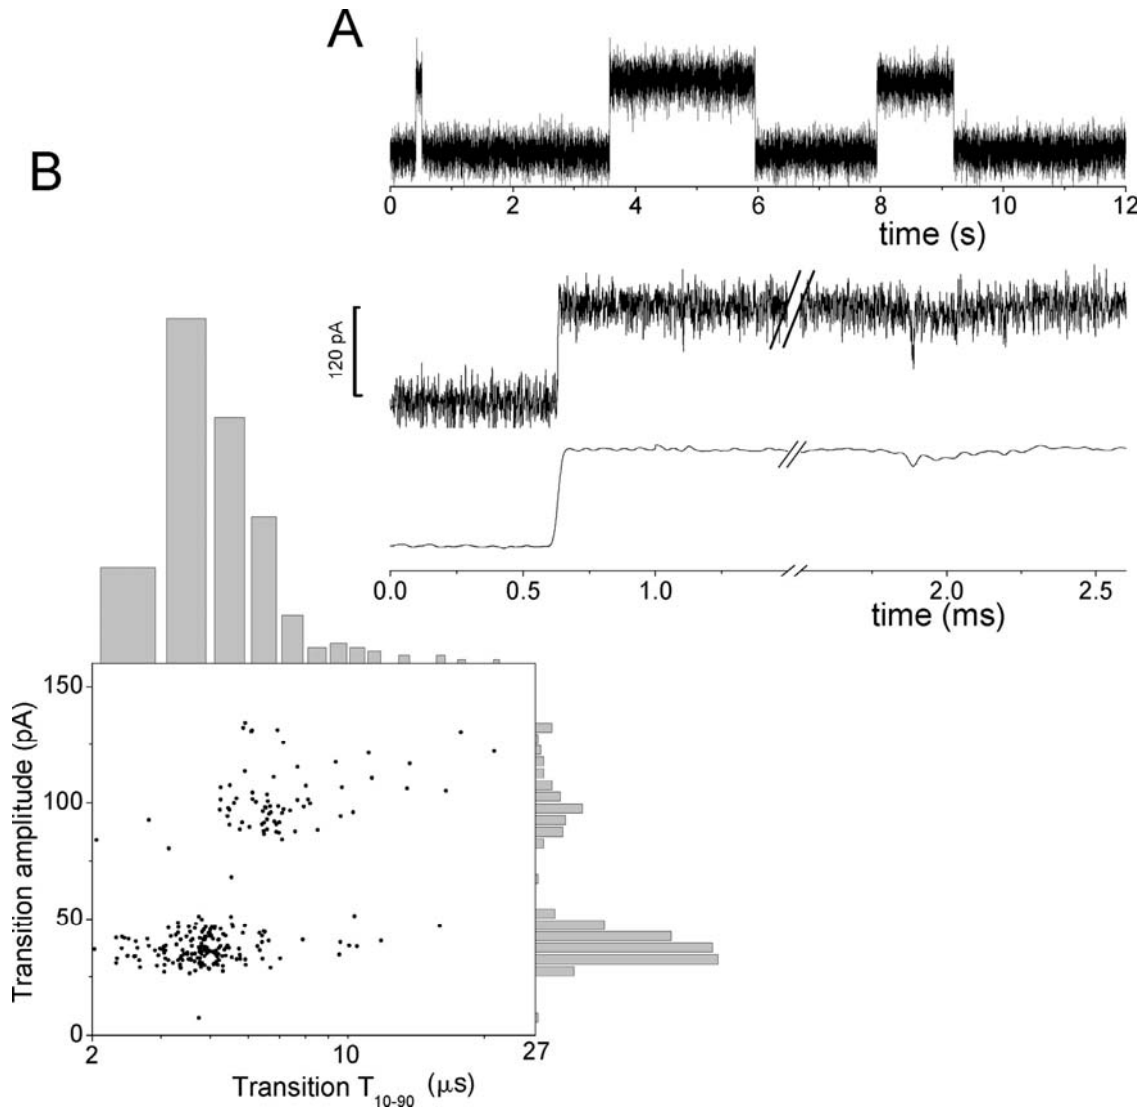 A
0 2 4 6 8 10 12
time (s)
B
120 pA
0.0 0.5 1.0 2.0 2.5
time (ms)
Transition amplitude (pA)
150
100
50
0
2 10 27
Transition T10-90 (μs)